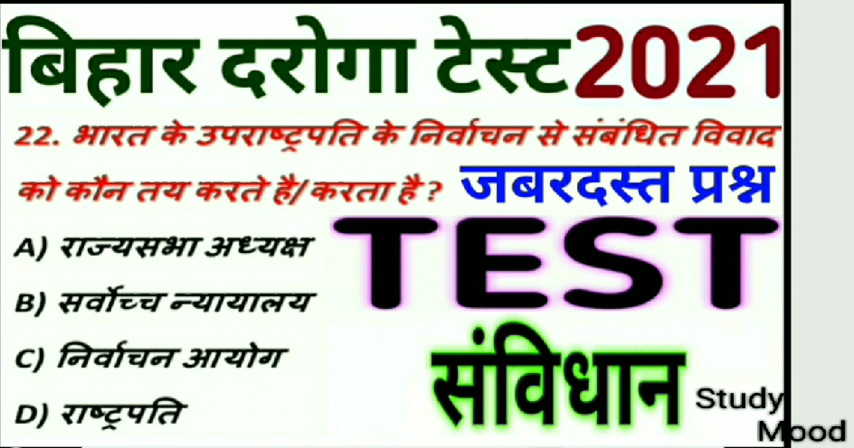 बिहार दरोगा टेस्ट2021
22. भारत के उपराष्ट्रपति के निर्वाचन से संबंधित विवाद
को कौन तय करते है/करता है ? जबरदस्त प्रश्न
A) राज्यसभा अध्यक्ष
TEST
B) सर्वोच्च न्यायालय
C) निर्वाचन आयोग
संविधान
D) राष्ट्रपति
Study
Mood